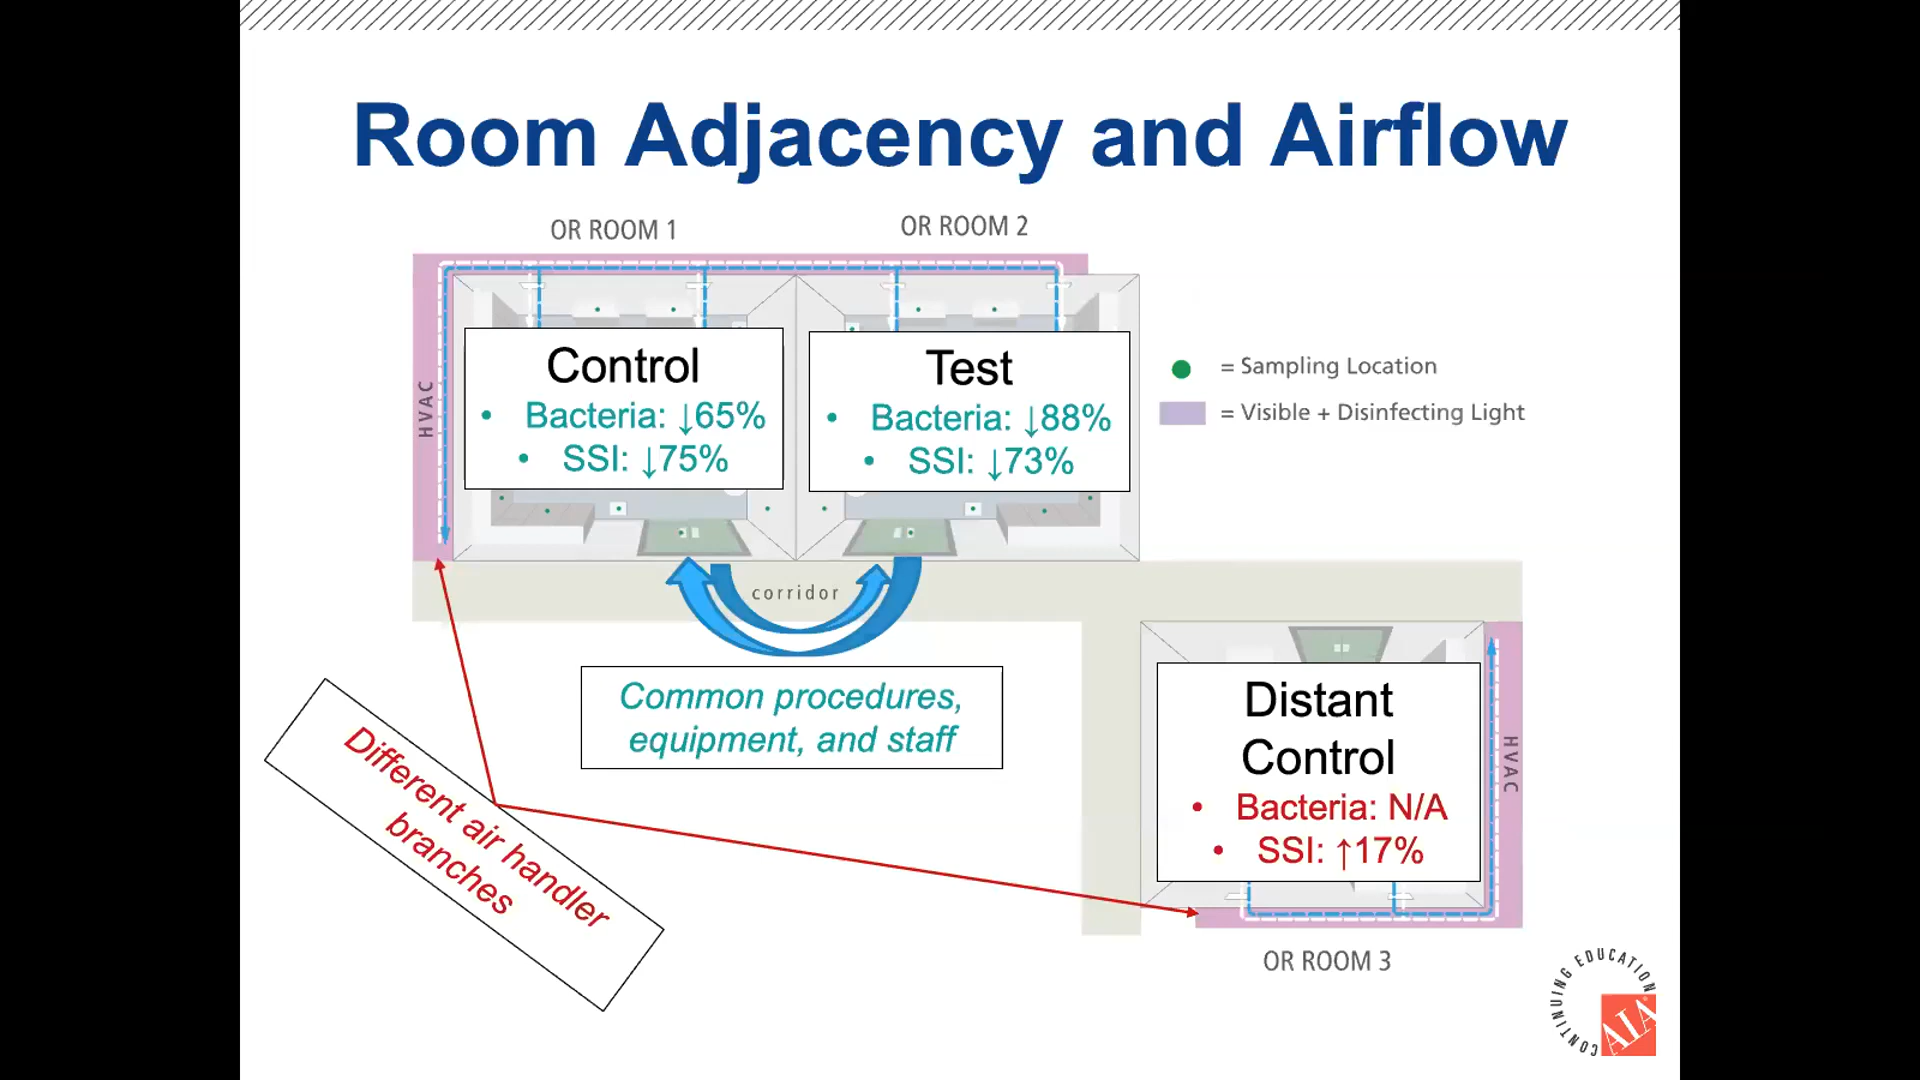 Room Adjacency and Airflow
OR ROOM 1
OR ROOM 2
HVAC
Control
• Bacteria: ↓65%
• SSI: ↓75%
Test
• Bacteria: ↓88%
• SSI: ↓73%
= Sampling Location
= Visible + Disinfecting Light
corridor
Common procedures,
equipment, and staff
Different air handler
branches
Distant
Control
• Bacteria: N/A
• SSI: ↑17%
HVAC
OR ROOM 3
CONTINUING EDUCATION
AIA